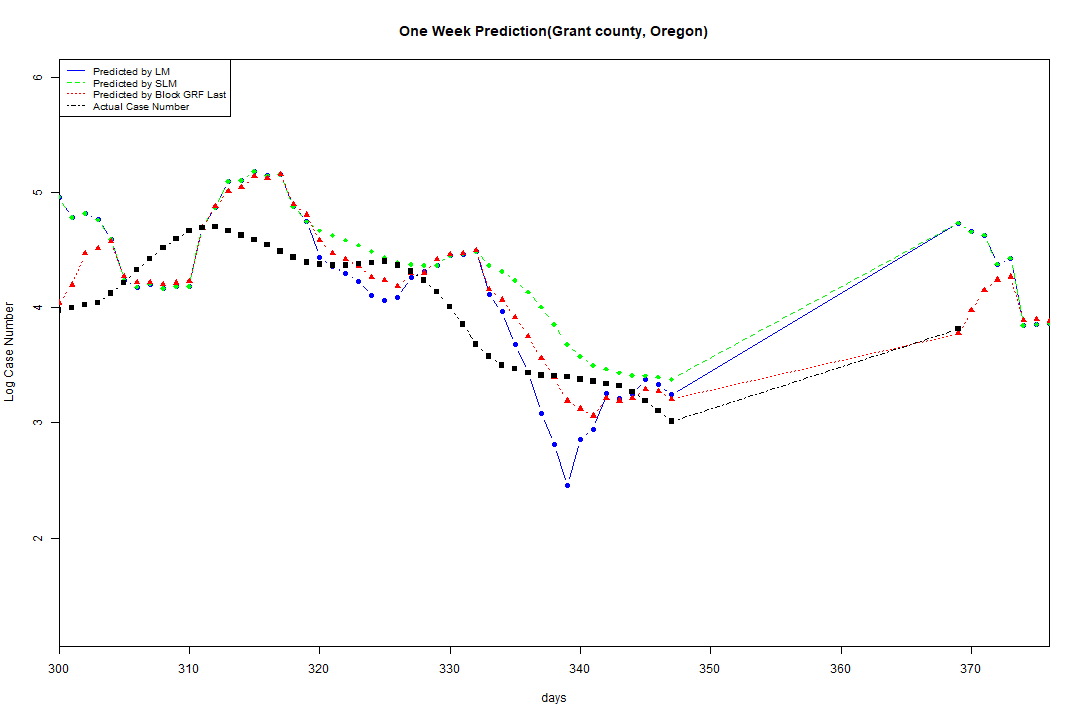 One Week Prediction(Grant county, Oregon)
Predicted by LM
Predicted by SLM
Predicted by Block GRF Last
Actual Case Number
6
5
4
3
2
Log Case Number
300 310 320 330 340 350 360 370
days